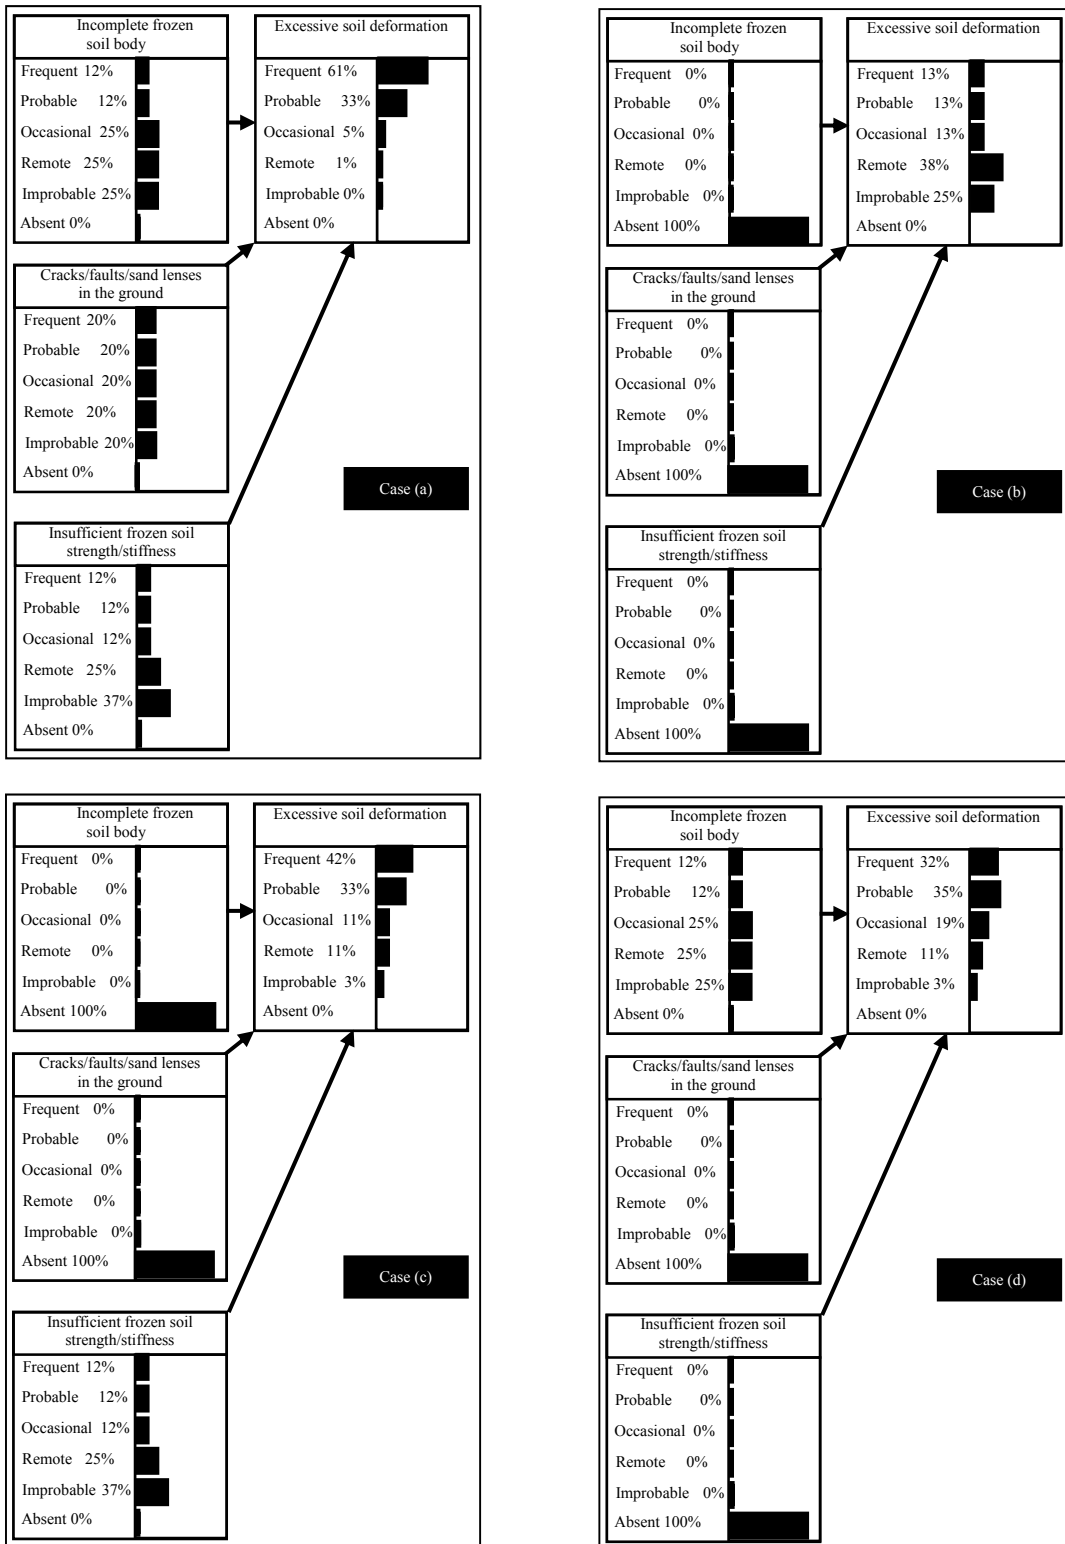 Incomplete frozen
soil body
Frequent 12%
Probable 12%
Occasional 25%
Remote 25%
Improbable 25%
Absent 0%
Excessive soil deformation
Frequent 61%
Probable 33%
Occasional 5%
Remote 1%
Improbable 0%
Absent 0%
Cracks/faults/sand lenses
in the ground
Frequent 20%
Probable 20%
Occasional 20%
Remote 20%
Improbable 20%
Absent 0%
Case (a)
Insufficient frozen soil
strength/stiffness
Frequent 12%
Probable 12%
Occasional 12%
Remote 25%
Improbable 37%
Absent 0%
Incomplete frozen
soil body
Frequent 0%
Probable 0%
Occasional 0%
Remote 0%
Improbable 0%
Absent 100%
Excessive soil deformation
Frequent 13%
Probable 13%
Occasional 13%
Remote 38%
Improbable 25%
Absent 0%
Cracks/faults/sand lenses
in the ground
Frequent 0%
Probable 0%
Occasional 0%
Remote 0%
Improbable 0%
Absent 100%
Case (b)
Insufficient frozen soil
strength/stiffness
Frequent 0%
Probable 0%
Occasional 0%
Remote 0%
Improbable 0%
Absent 100%
Incomplete frozen
soil body
Frequent 0%
Probable 0%
Occasional 0%
Remote 0%
Improbable 0%
Absent 100%
Excessive soil deformation
Frequent 42%
Probable 33%
Occasional 11%
Remote 11%
Improbable 3%
Absent 0%
Cracks/faults/sand lenses
in the ground
Frequent 0%
Probable 0%
Occasional 0%
Remote 0%
Improbable 0%
Absent 100%
Case (c)
Insufficient frozen soil
strength/stiffness
Frequent 12%
Probable 12%
Occasional 12%
Remote 25%
Improbable 37%
Absent 0%
Incomplete frozen
soil body
Frequent 12%
Probable 12%
Occasional 25%
Remote 25%
Improbable 25%
Absent 0%
Excessive soil deformation
Frequent 32%
Probable 35%
Occasional 19%
Remote 11%
Improbable 3%
Absent 0%
Cracks/faults/sand lenses
in the ground
Frequent 0%
Probable 0%
Occasional 0%
Remote 0%
Improbable 0%
Absent 100%
Case (d)
Insufficient frozen soil
strength/stiffness
Frequent 0%
Probable 0%
Occasional 0%
Remote 0%
Improbable 0%
Absent 100%